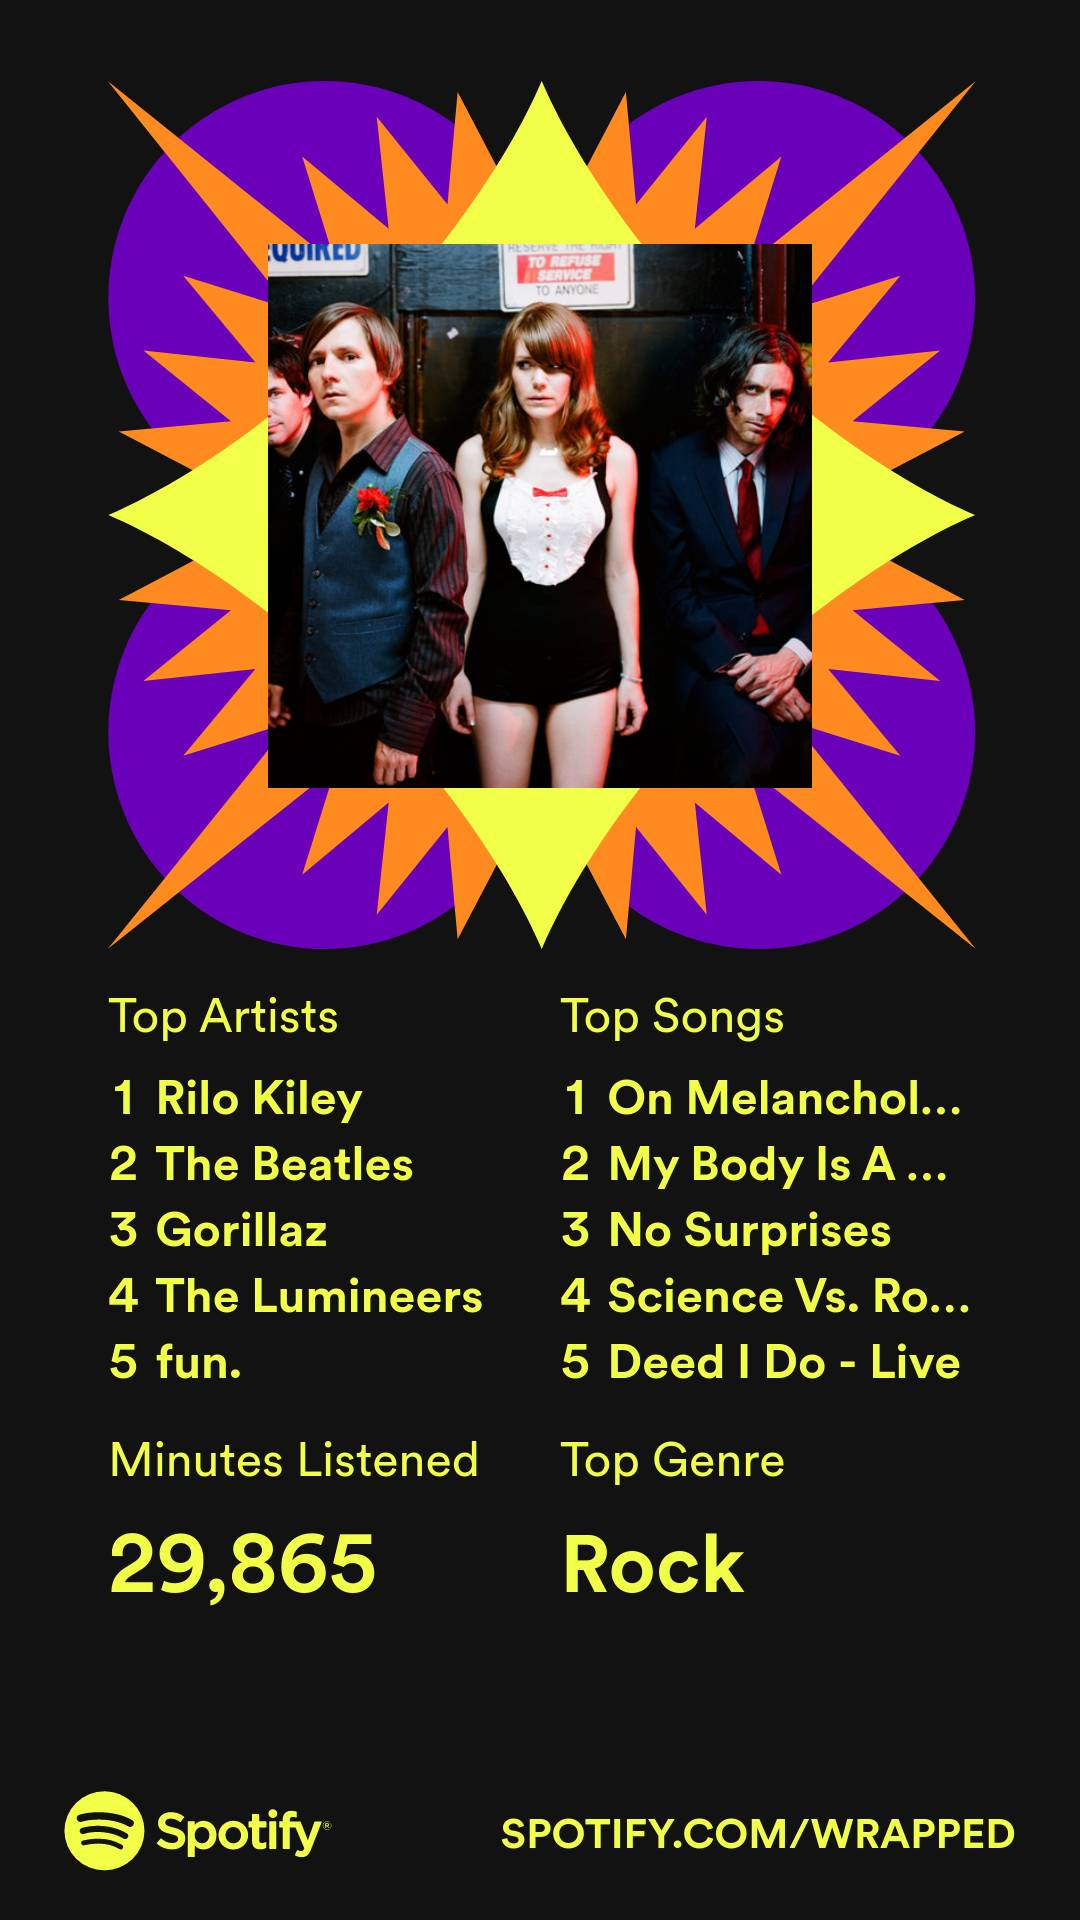 QUIRED
RESERVE THE RIGHT
TO REFUSE
SERVICE
TO ANYONE
Top Artists
1 Rilo Kiley
2 The Beatles
3 Gorillaz
4 The Lumineers
5 fun.
Top Songs
1 On Melanchol...
2 My Body Is A ...
3 No Surprises
4 Science Vs. Ro...
5 Deed I Do - Live
Minutes Listened
29,865
Top Genre
Rock
Spotify®
SPOTIFY.COM/WRAPPED